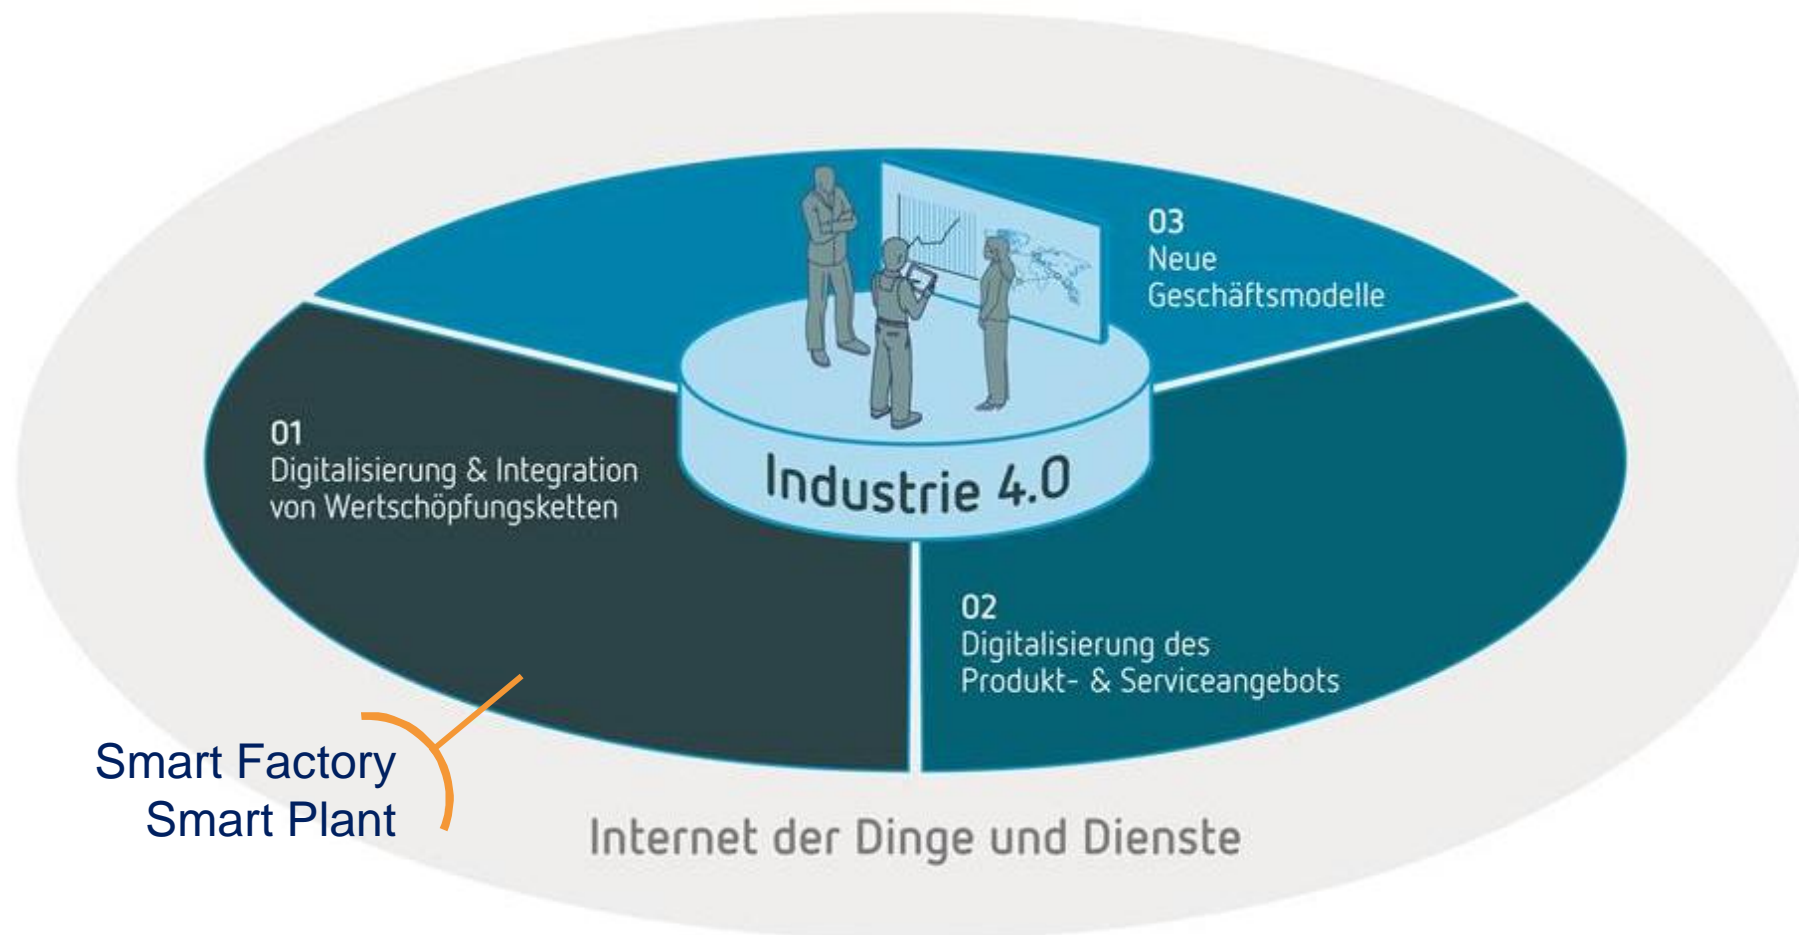 03
Neue
Geschäftsmodelle
01
Digitalisierung & Integration
von Wertschöpfungsketten
Industrie 4.0
02
Digitalisierung des
Produkt- & Serviceangebots
Smart Factory
Smart Plant
Internet der Dinge und Dienste